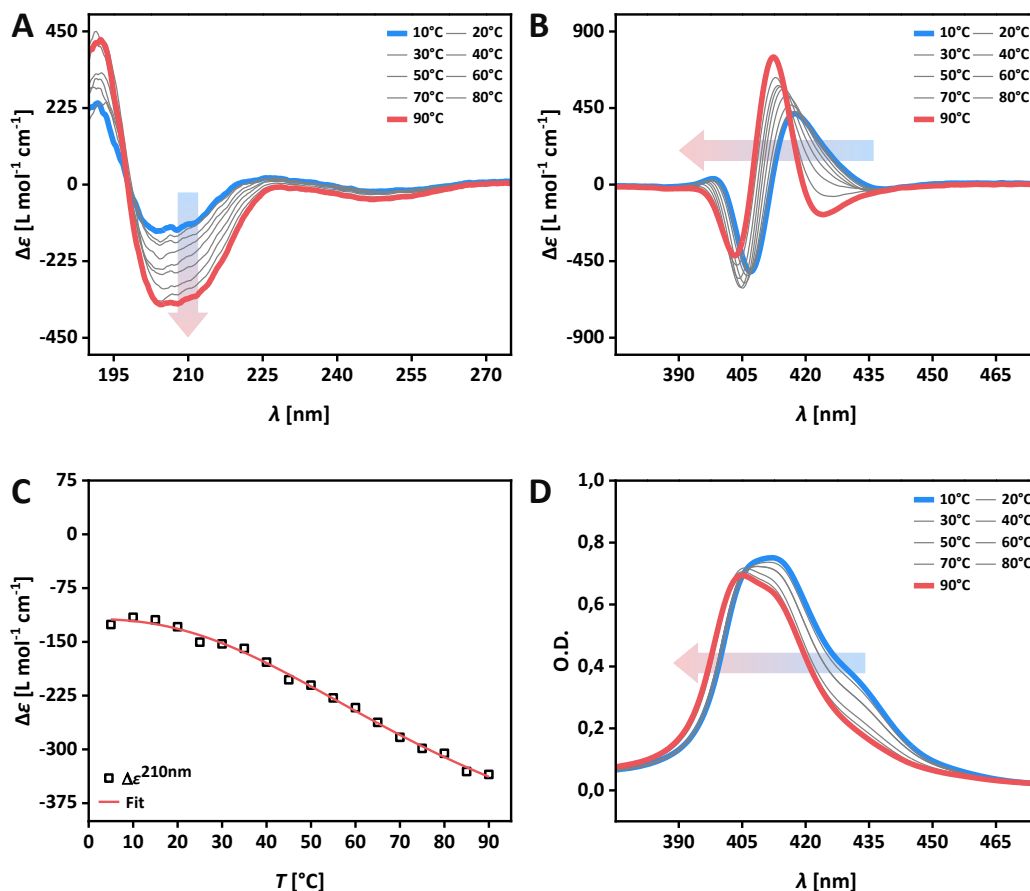 A
450
225
0
-225
-450
Δε [L mol⁻¹ cm⁻¹]
10°C 20°C
30°C 40°C
50°C 60°C
70°C 80°C
90°C
195 210 225 240 255 270
λ [nm]
B
900
450
0
-450
-900
Δε [L mol⁻¹ cm⁻¹]
10°C 20°C
30°C 40°C
50°C 60°C
70°C 80°C
90°C
390 405 420 435 450 465
λ [nm]
C
75
0
-75
-150
-225
-300
-375
Δε [L mol⁻¹ cm⁻¹]
Δε²¹⁰ⁿᵐ
Fit
0 10 20 30 40 50 60 70 80 90
T [°C]
D
1,0
0,8
0,6
0,4
0,2
0,0
O.D.
10°C 20°C
30°C 40°C
50°C 60°C
70°C 80°C
90°C
390 405 420 435 450 465
λ [nm]